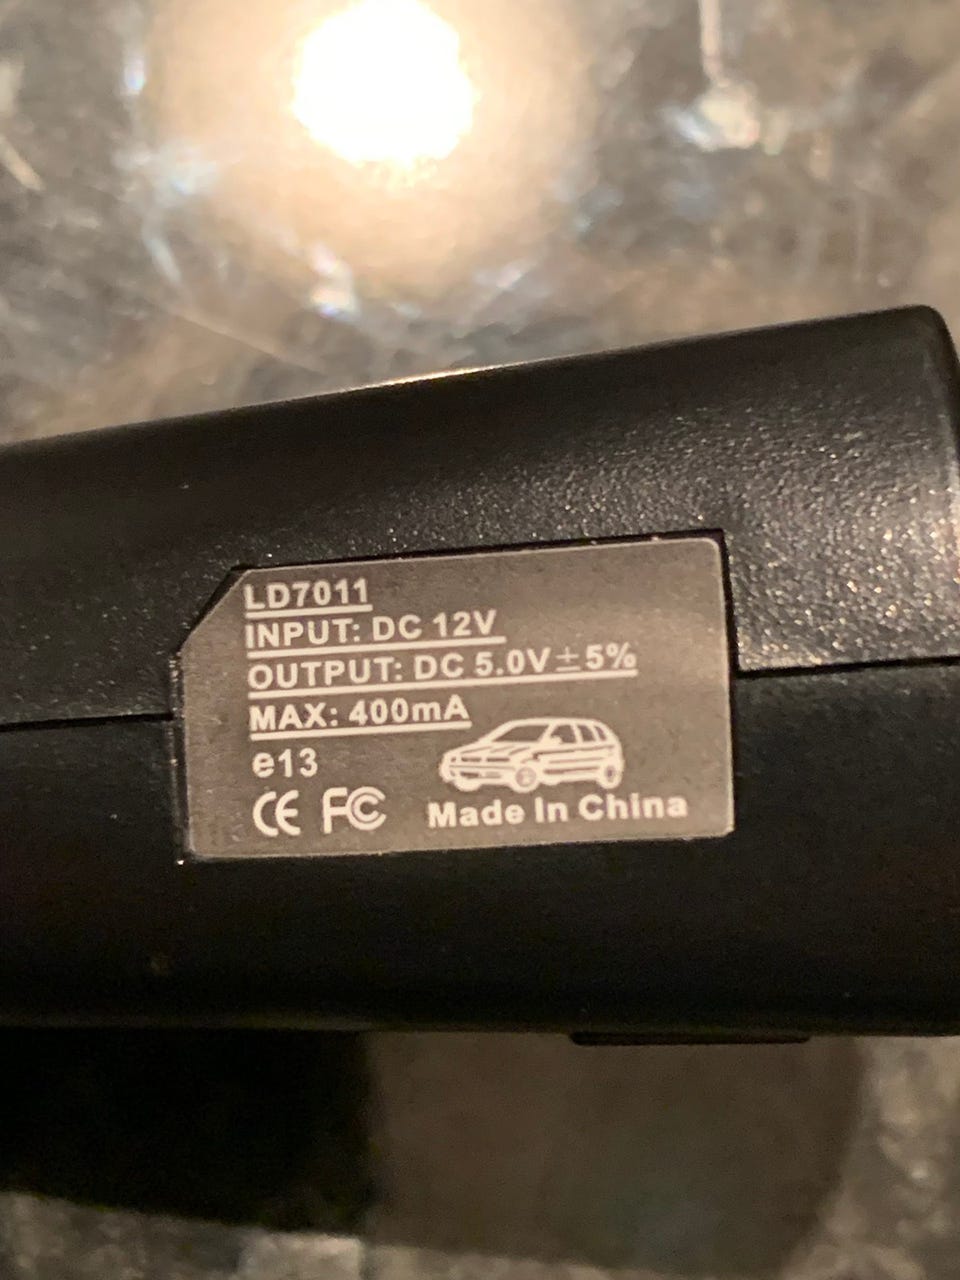 LD7011
INPUT: DC 12V
OUTPUT: DC 5.0V±5%
MAX: 400mA
e13
CE FC
Made In China